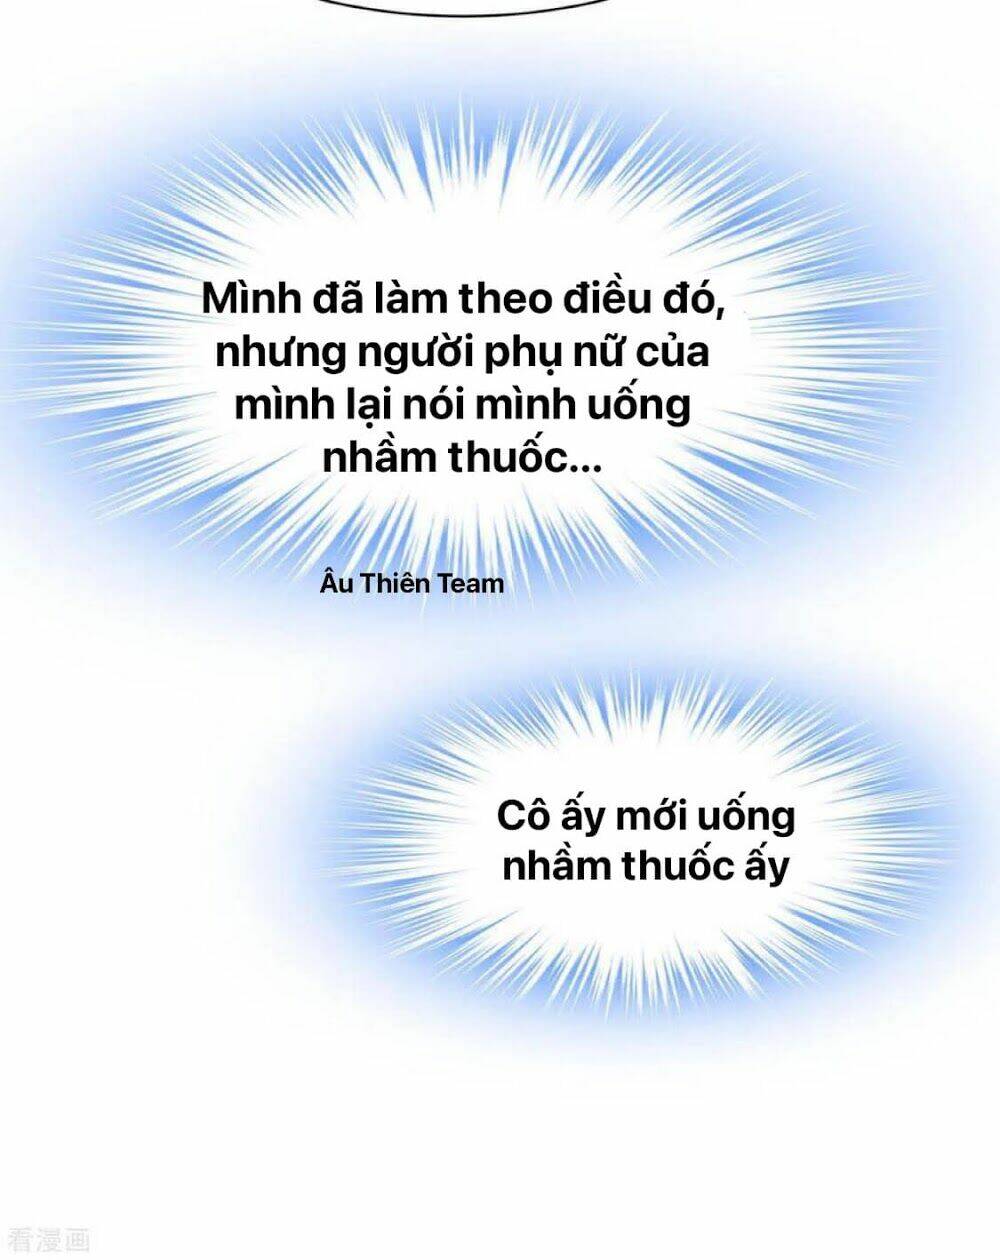 Mình đã làm theo điều đó,
nhưng người phụ nữ của
mình lại nói mình uống
nhầm thuốc...
Âu Thiên Team
Cô ấy mới uống
nhầm thuốc ấy
看漫画